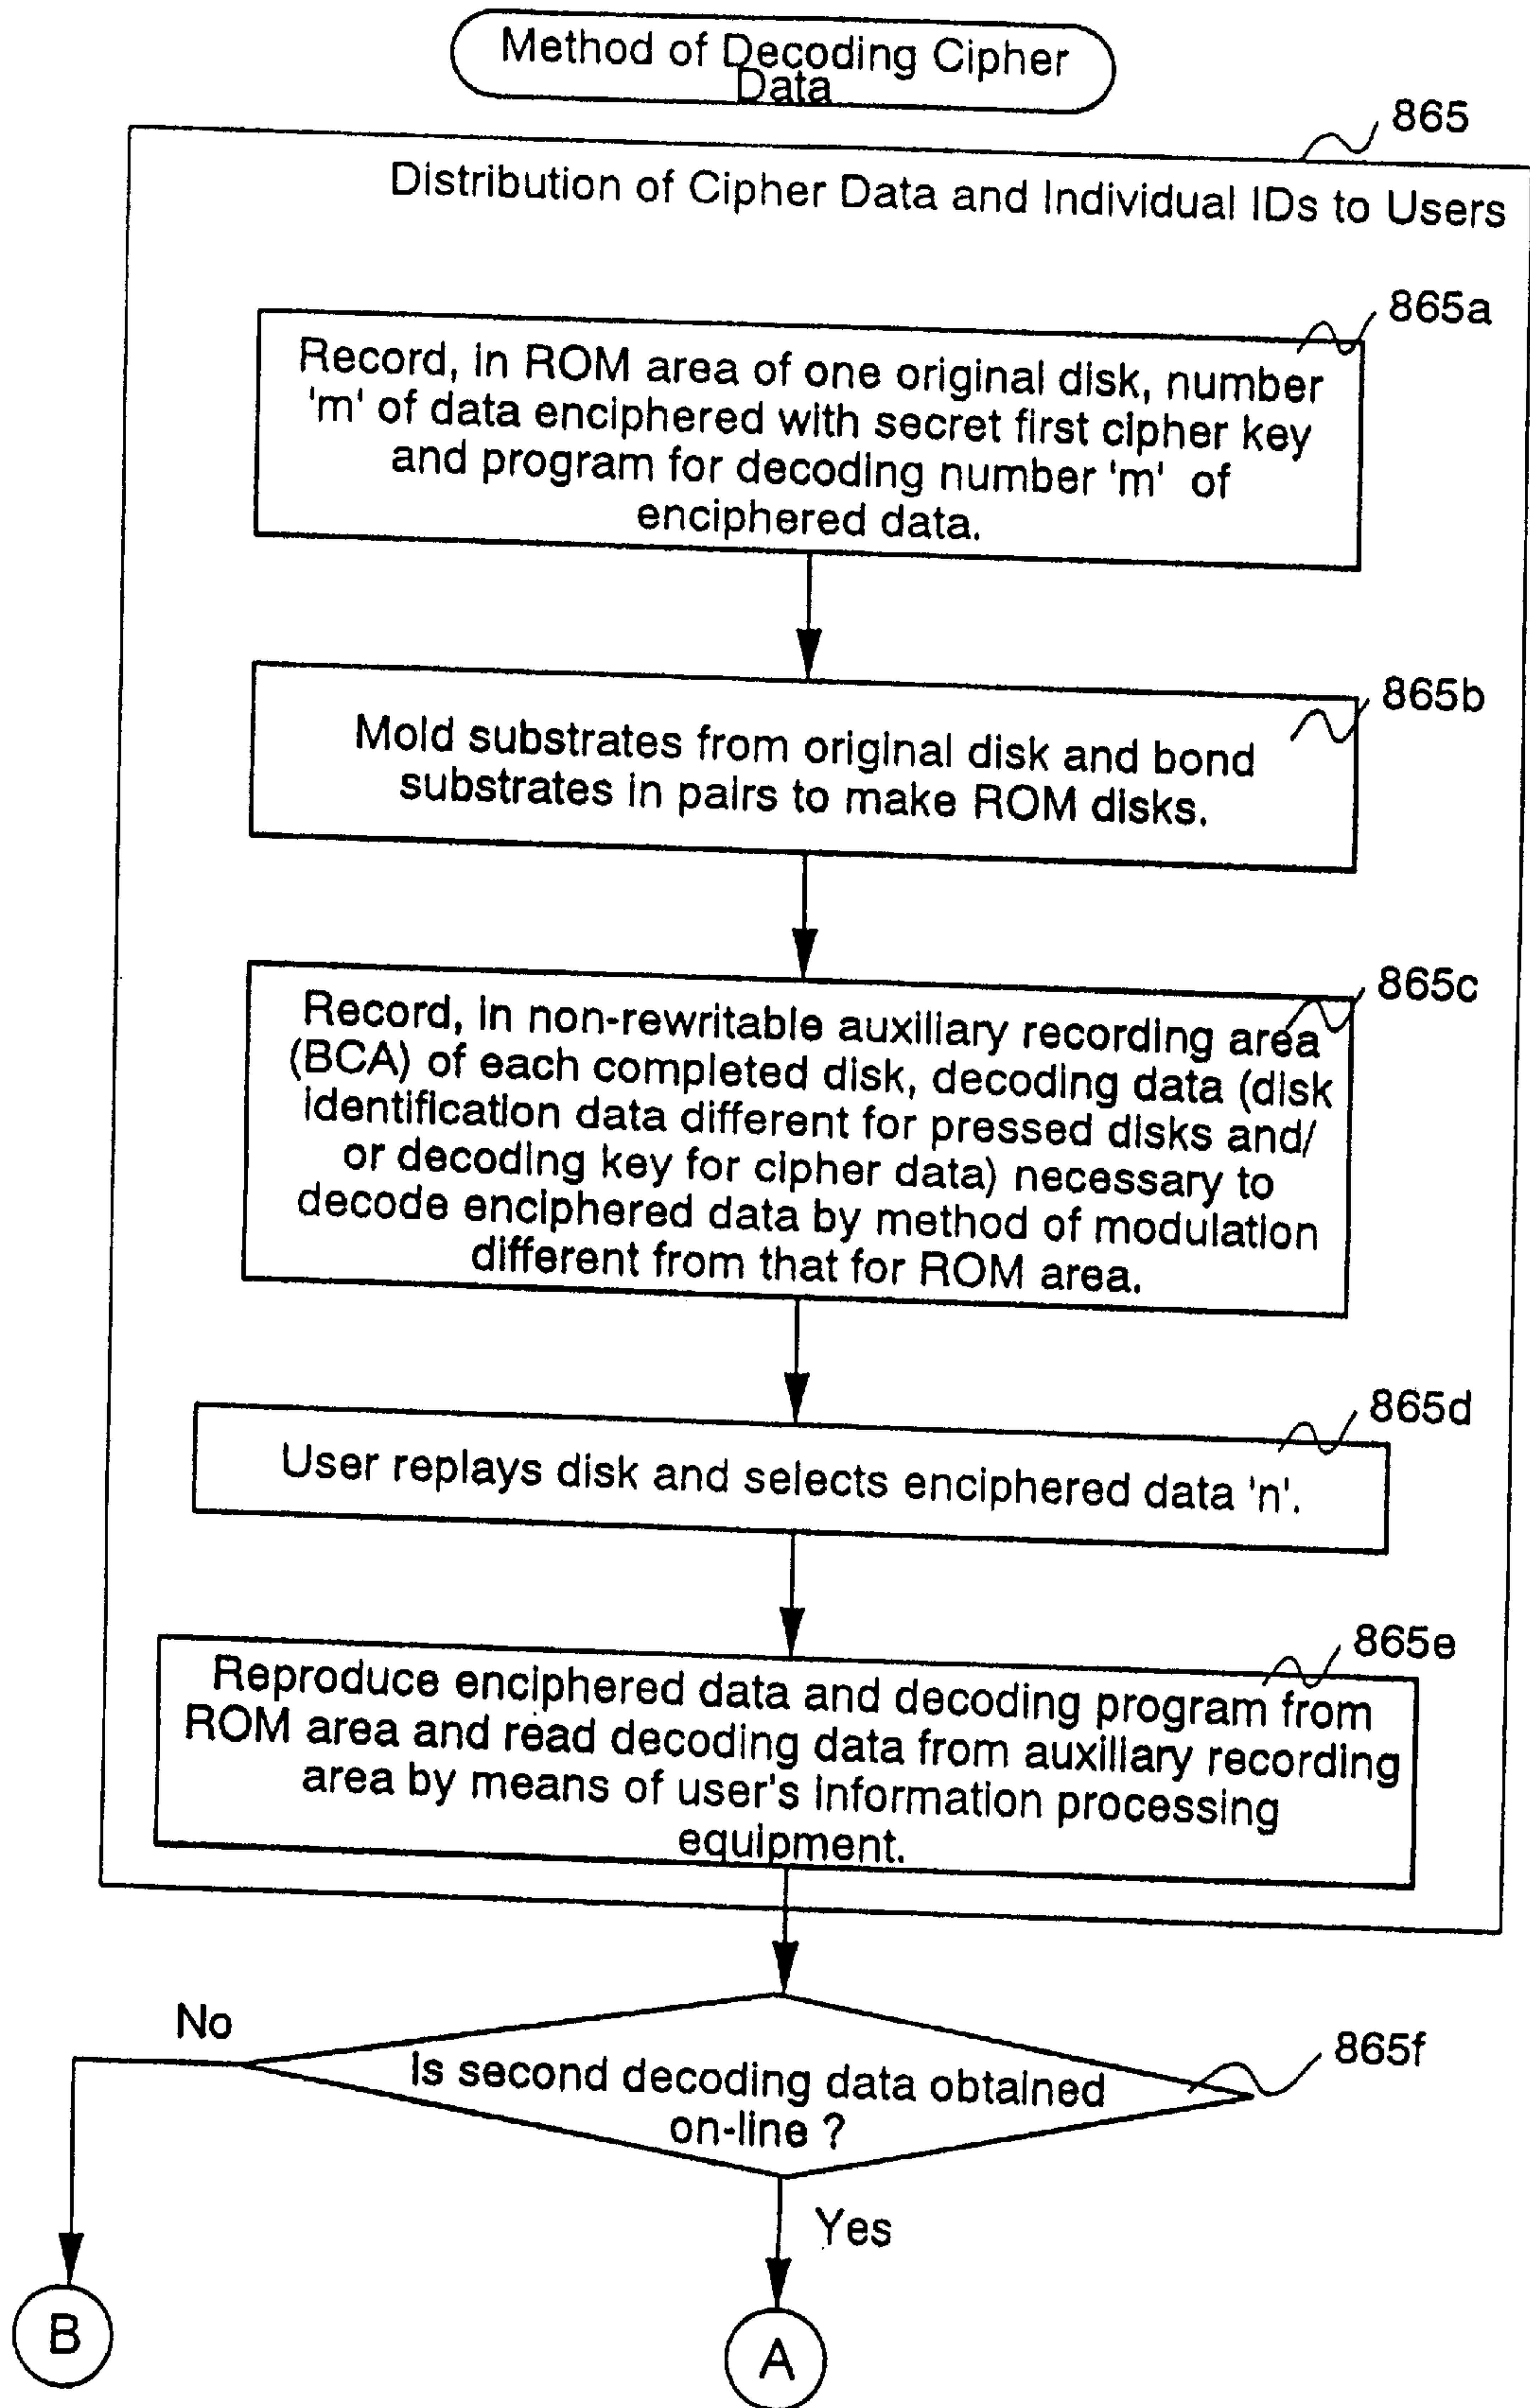 Method of Decoding Cipher
Data
865
Distribution of Cipher Data and Individual IDs to Users
865a
Record, in ROM area of one original disk, number
'm' of data enciphered with secret first cipher key
and program for decoding number 'm' of
enciphered data.
865b
Mold substrates from original disk and bond
substrates in pairs to make ROM disks.
865c
Record, in non-rewritable auxiliary recording area
(BCA) of each completed disk, decoding data (disk
identification data different for pressed disks and/
or decoding key for cipher data) necessary to
decode enciphered data by method of modulation
different from that for ROM area.
865d
User replays disk and selects enciphered data 'n'.
865e
Reproduce enciphered data and decoding program from
ROM area and read decoding data from auxiliary recording
area by means of user's information processing
equipment.
No
865f
Is second decoding data obtained
on-line ?
Yes
B
A